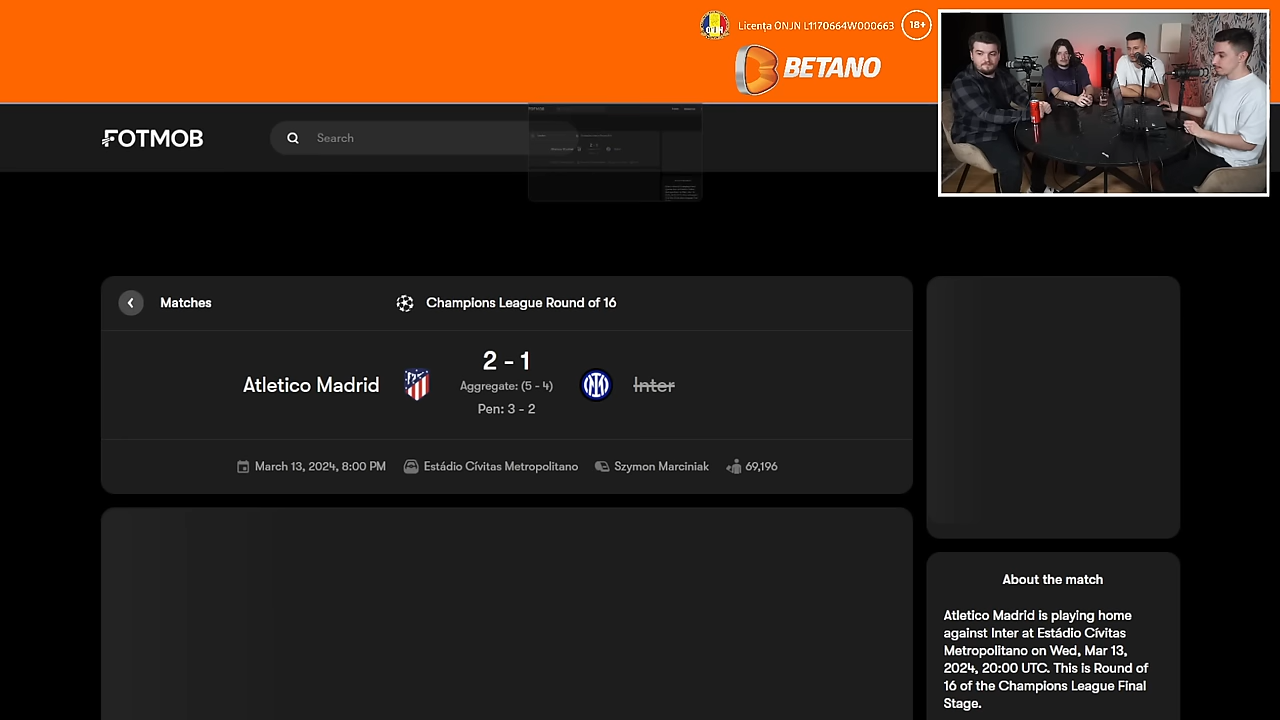 Licența ONJN L1170664W000663
18+
BETANO
FOTMOB
Search
Matches
Champions League Round of 16
Atletico Madrid
2 - 1
Aggregate: (5 - 4)
Pen: 3 - 2
Inter
March 13, 2024, 8:00 PM
Estádio Cívitas Metropolitano
Szymon Marciniak
69,196
About the match
Atletico Madrid is playing home
against Inter at Estádio Cívitas
Metropolitano on Wed, Mar 13,
2024, 20:00 UTC. This is Round of
16 of the Champions League Final
Stage.